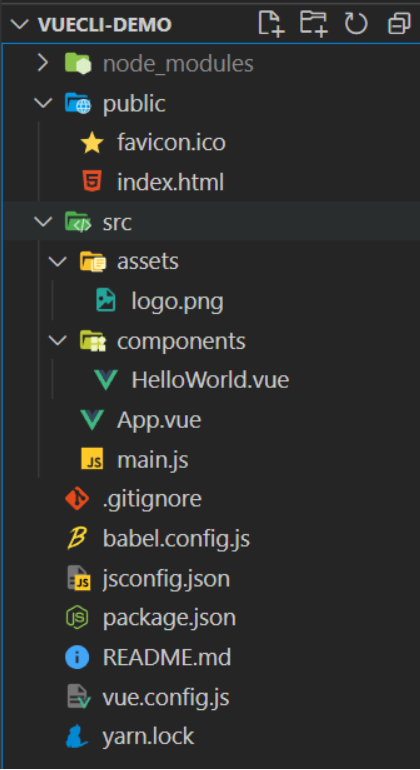 VUECLI-DEMO
node_modules
public
favicon.ico
index.html
src
assets
logo.png
components
HelloWorld.vue
App.vue
main.js
.gitignore
babel.config.js
jsconfig.json
package.json
README.md
vue.config.js
yarn.lock